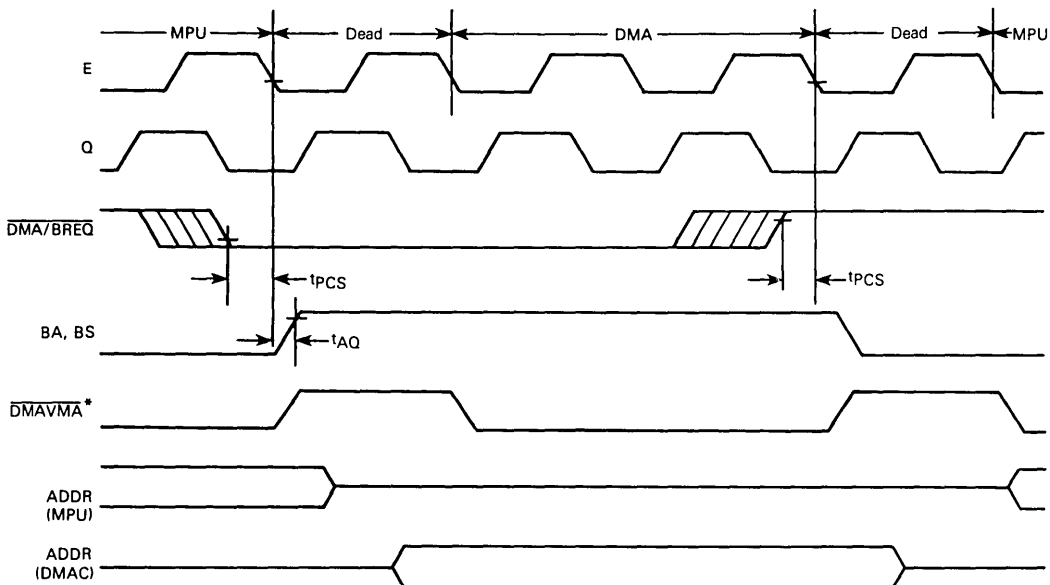 MPU Dead DMA Dead MPU
E
Q
DMA/BREQ
tPCS tPCS
BA, BS
tAQ
DMAVMA*
ADDR
(MPU)
ADDR
(DMAC)